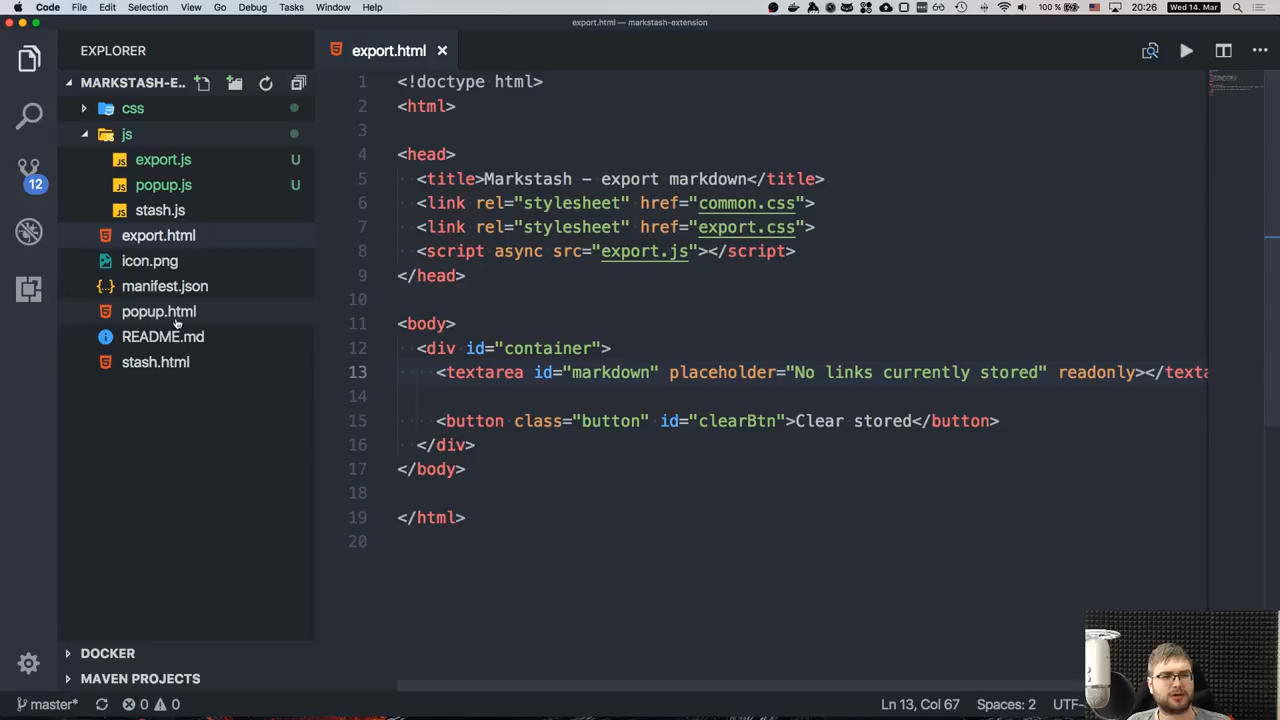 Code File Edit Selection View Go Debug Tasks Window Help 100 % 20:26 Wed 14. Mar
export.html — markstash-extension
EXPLORER
MARKSTASH-E...
css
js
export.js U
popup.js U
stash.js
export.html
icon.png
manifest.json
popup.html
README.md
stash.html
DOCKER
MAVEN PROJECTS
12
export.html
1 <!doctype html>
2 <html>
3
4 <head>
5 <title>Markstash – export markdown</title>
6 <link rel="stylesheet" href="common.css">
7 <link rel="stylesheet" href="export.css">
8 <script async src="export.js"></script>
9 </head>
10
11 <body>
12 <div id="container">
13 <textarea id="markdown" placeholder="No links currently stored" readonly></texta
14
15 <button class="button" id="clearBtn">Clear stored</button>
16 </div>
17 </body>
18
19 </html>
20
master* 0 0 Ln 13, Col 67 Spaces: 2 UTF-